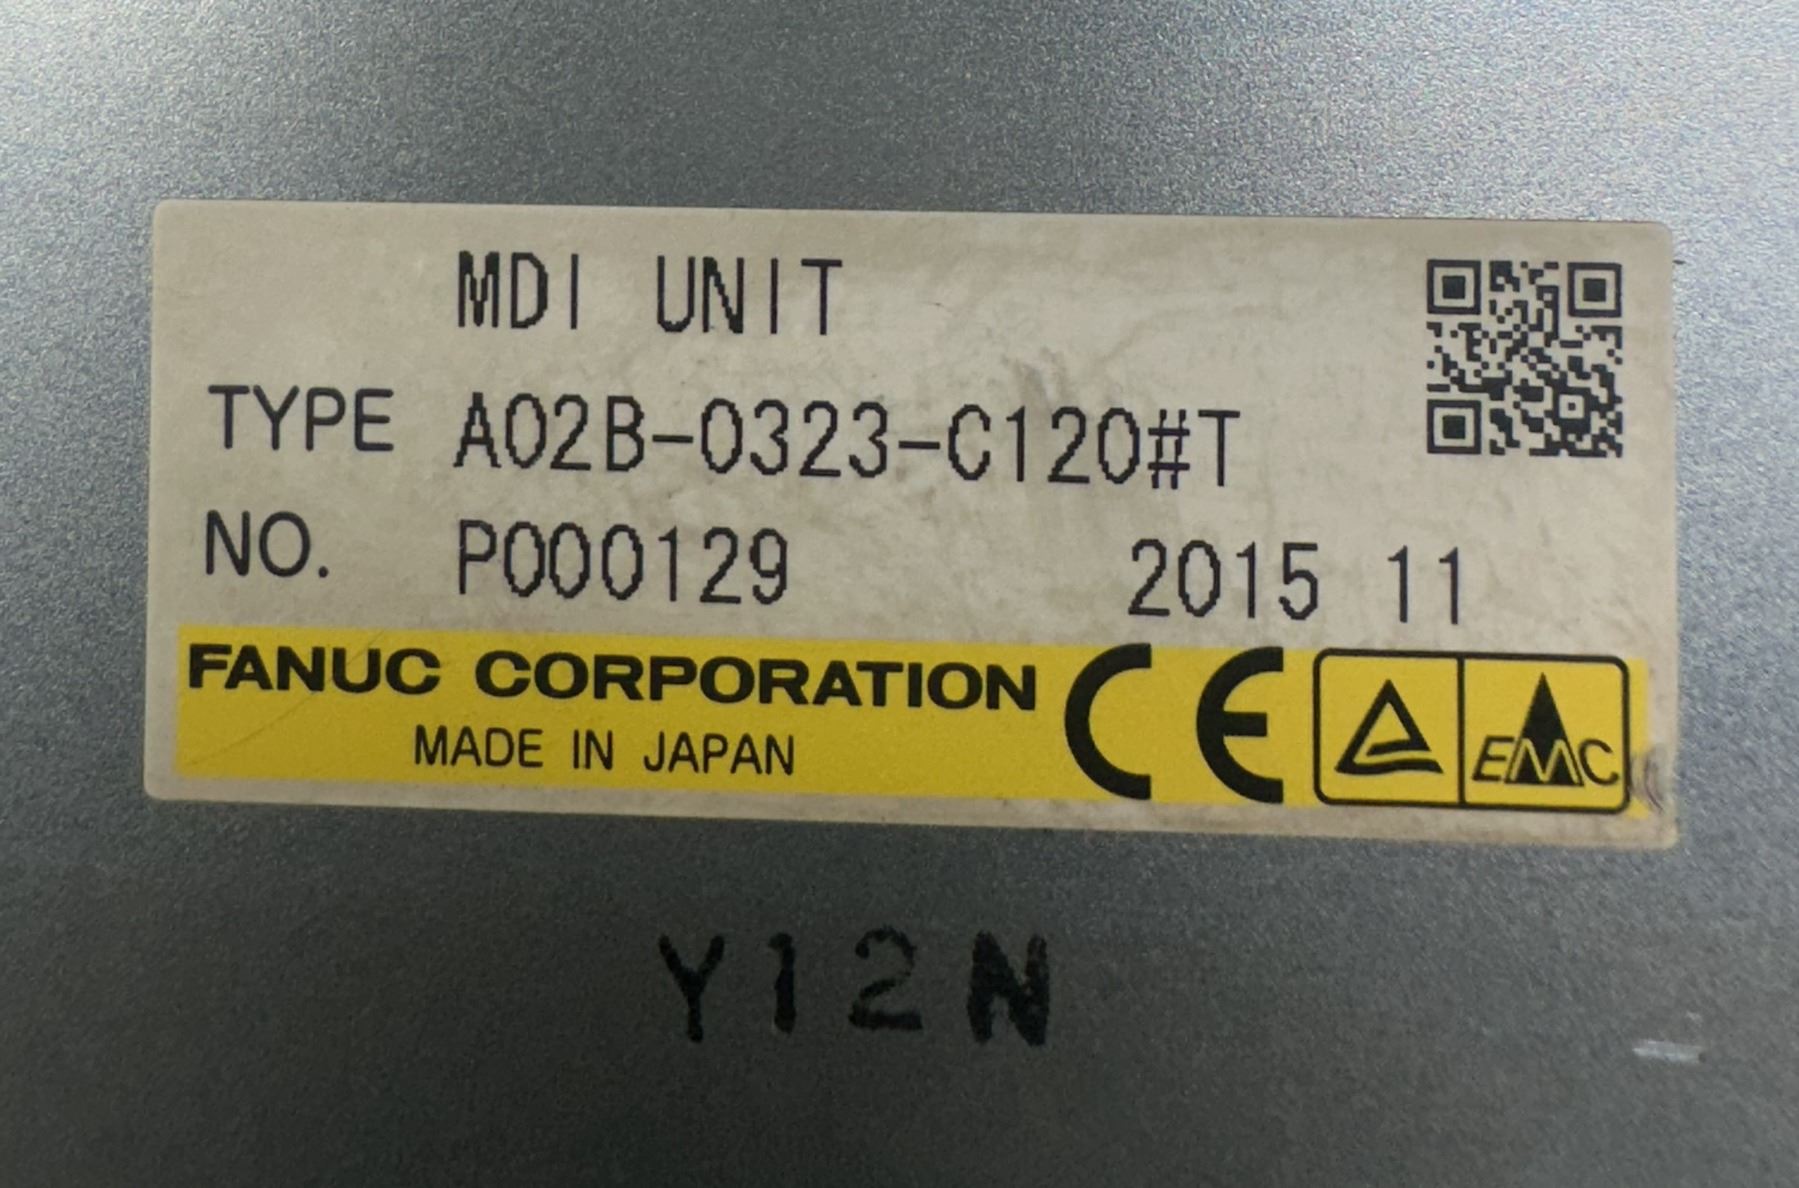 MDI UNIT
TYPE A02B-0323-C120#T
NO. P000129 2015 11
FANUC CORPORATION CE EMC
MADE IN JAPAN
Y12N